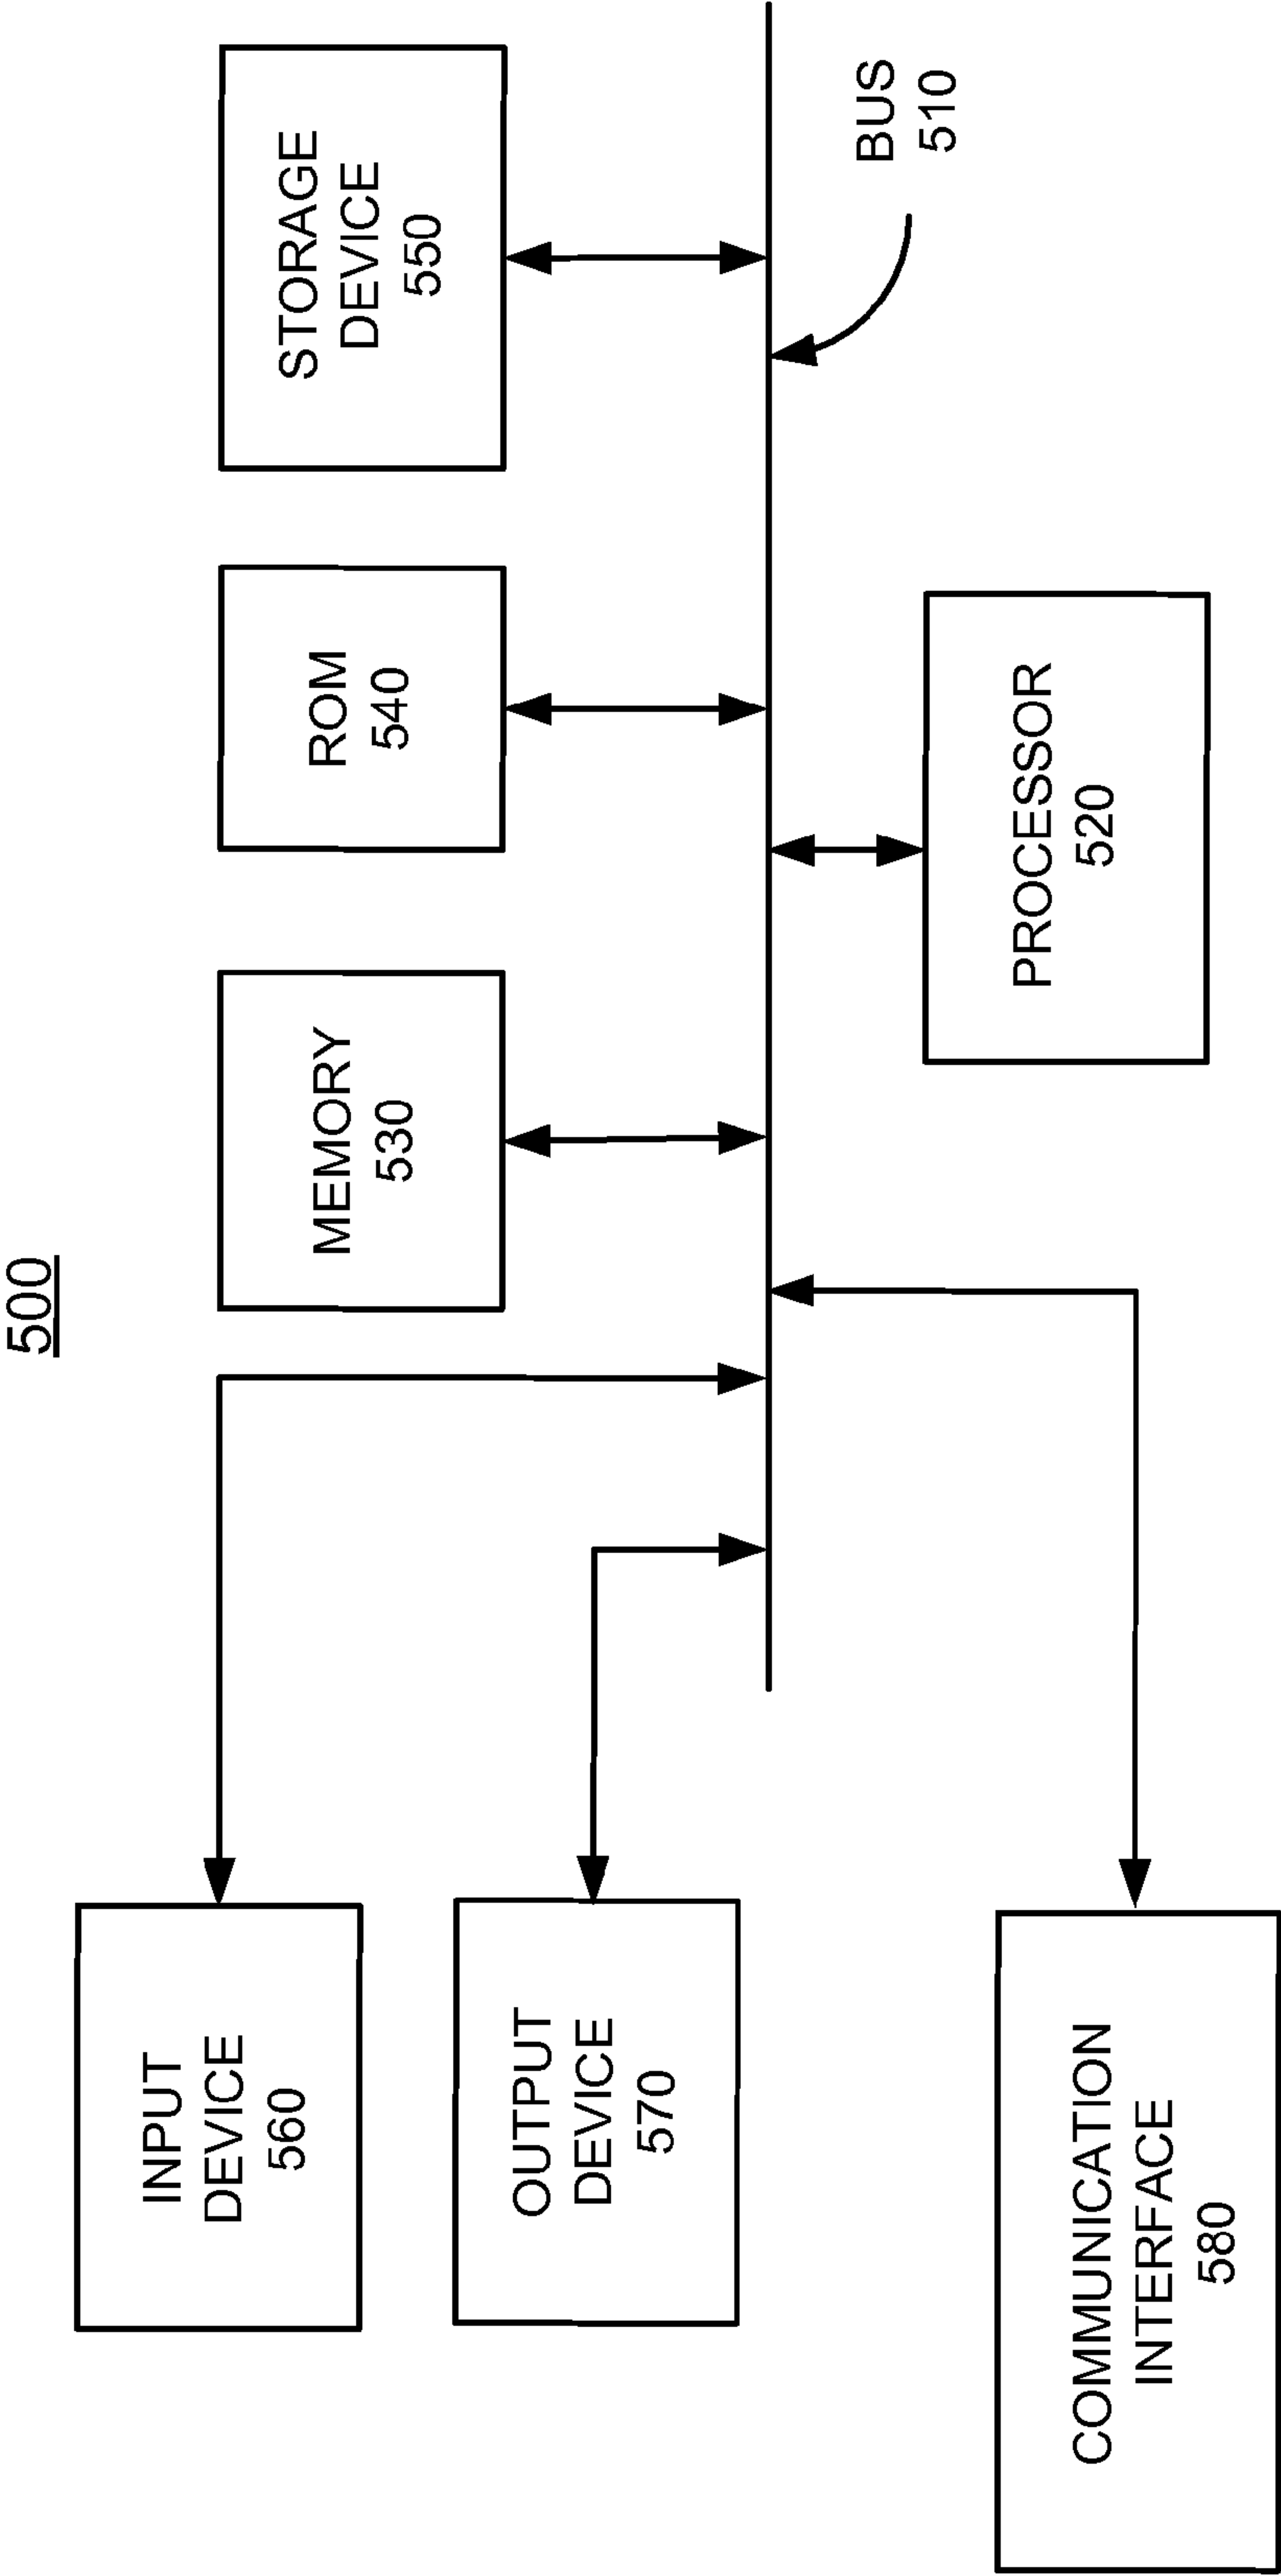 500
INPUT
DEVICE
560
MEMORY
530
ROM
540
STORAGE
DEVICE
550
OUTPUT
DEVICE
570
BUS
510
COMMUNICATION
INTERFACE
580
PROCESSOR
520